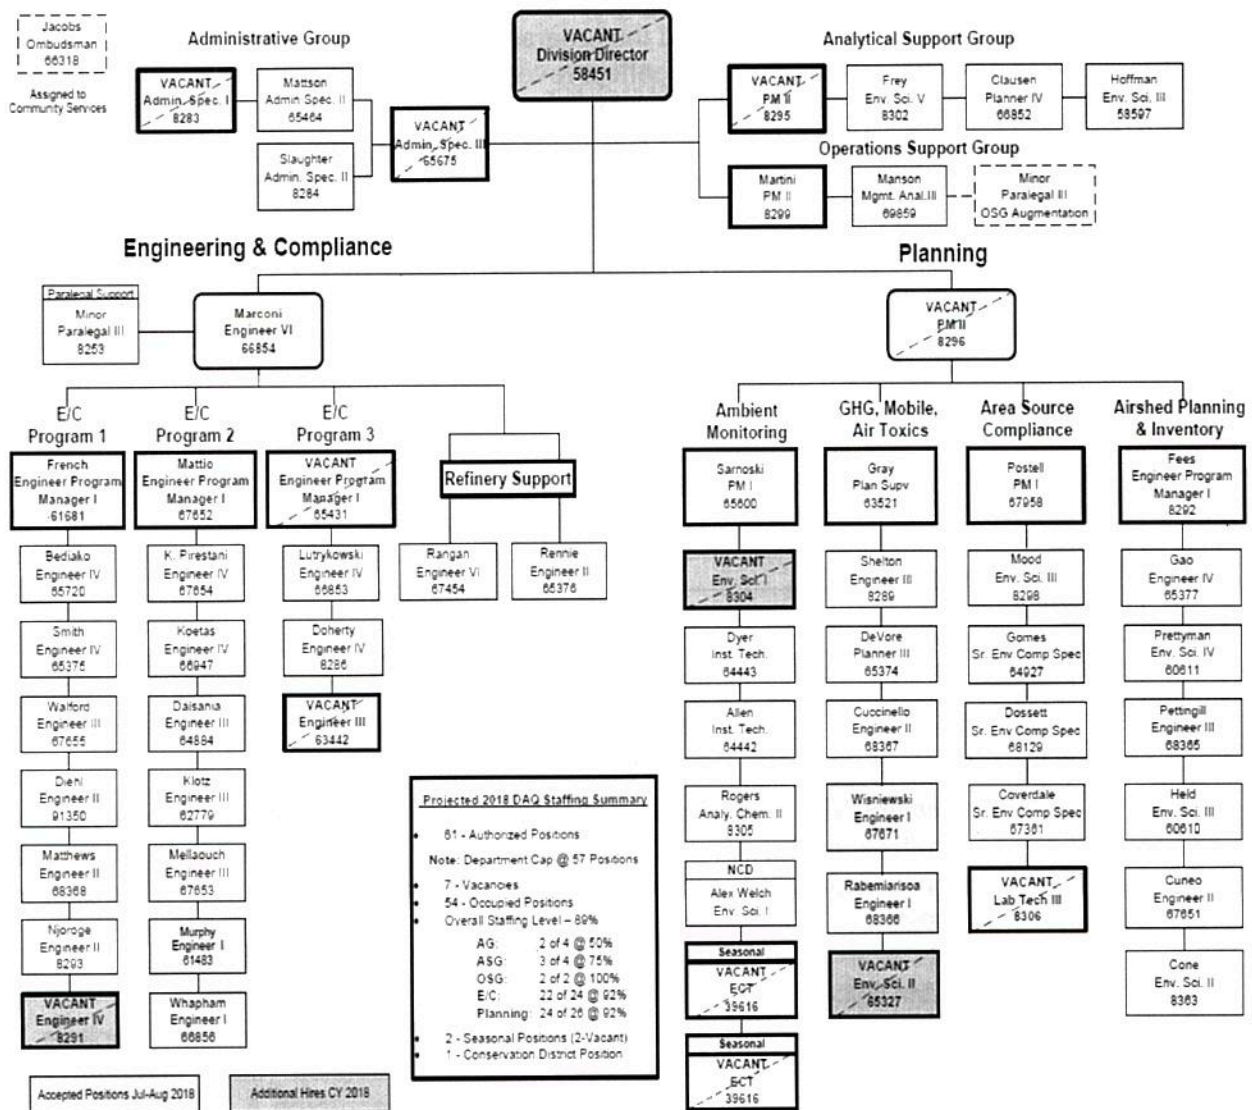 Jacobs
Ombudsman
66318
Assigned to
Community Services
Administrative Group
VACANT
Admin. Spec. I
8283
Mattson
Admin Spec. II
65464
Slaughter
Admin. Spec. II
8284
VACANT
Admin. Spec. III
65675
VACANT
Division Director
58451
Analytical Support Group
VACANT
PM II
8295
Frey
Env. Sci. V
8302
Clausen
Planner IV
66852
Hoffman
Env. Sci. III
58597
Operations Support Group
Martini
PM II
8299
Manson
Mgmt. Anal.III
69859
Minor
Paralegal III
OSG Augmentation
Engineering & Compliance
Paralegal Support
Minor
Paralegal III
8253
Marconi
Engineer VI
66854
E/C
Program 1
French
Engineer Program
Manager I
61681
Bediako
Engineer IV
65720
Smith
Engineer IV
65375
Walford
Engineer III
67655
Diehl
Engineer II
91350
Matthews
Engineer II
68368
Njoroge
Engineer II
8293
VACANT
Engineer IV
8291
E/C
Program 2
Mattio
Engineer Program
Manager I
67652
K. Pirestani
Engineer IV
67654
Koetas
Engineer IV
66947
Daisania
Engineer III
64884
Klotz
Engineer III
62779
Mellaouch
Engineer III
67653
Murphy
Engineer I
61483
Whapham
Engineer I
66856
E/C
Program 3
VACANT
Engineer Program
Manager I
65431
Lutrykowski
Engineer IV
66853
Doherty
Engineer IV
8286
VACANT
Engineer III
63442
Refinery Support
Rangan
Engineer VI
67454
Rennie
Engineer II
65376
Planning
VACANT
PM II
8296
Ambient
Monitoring
Sarnoski
PM I
65600
VACANT
Env. Sci. I
8304
Dyer
Inst. Tech.
64443
Allen
Inst. Tech.
64442
Rogers
Analy. Chem. II
8305
NCD
Alex Welch
Env. Sci. I
Seasonal
VACANT
ECT
39616
Seasonal
VACANT
ECT
39616
GHG, Mobile,
Air Toxics
Gray
Plan Supv
63521
Shelton
Engineer III
8289
DeVore
Planner III
65374
Cuccinello
Engineer II
68367
Wisniewski
Engineer I
67671
Rabemiarisoa
Engineer I
68366
VACANT
Env. Sci. II
65327
Area Source
Compliance
Postell
PM I
67958
Mood
Env. Sci. III
8298
Gomes
Sr. Env Comp Spec
64927
Dossett
Sr. Env Comp Spec
68129
Coverdale
Sr. Env Comp Spec
67361
VACANT
Lab Tech III
8306
Airshed Planning
& Inventory
Fees
Engineer Program
Manager I
8292
Gao
Engineer IV
65377
Prettyman
Env. Sci. IV
60611
Pettingill
Engineer III
68365
Held
Env. Sci. III
60610
Cuneo
Engineer II
67651
Cone
Env. Sci. II
8363
Projected 2018 DAQ Staffing Summary
• 61 - Authorized Positions
Note: Department Cap @ 57 Positions
• 7 - Vacancies
• 54 - Occupied Positions
• Overall Staffing Level – 89%
AG: 2 of 4 @ 50%
ASG: 3 of 4 @ 75%
OSG: 2 of 2 @ 100%
E/C: 22 of 24 @ 92%
Planning: 24 of 26 @ 92%
• 2 - Seasonal Positions (2-Vacant)
• 1 - Conservation District Position
Accepted Positions Jul-Aug 2018
Additional Hires CY 2018